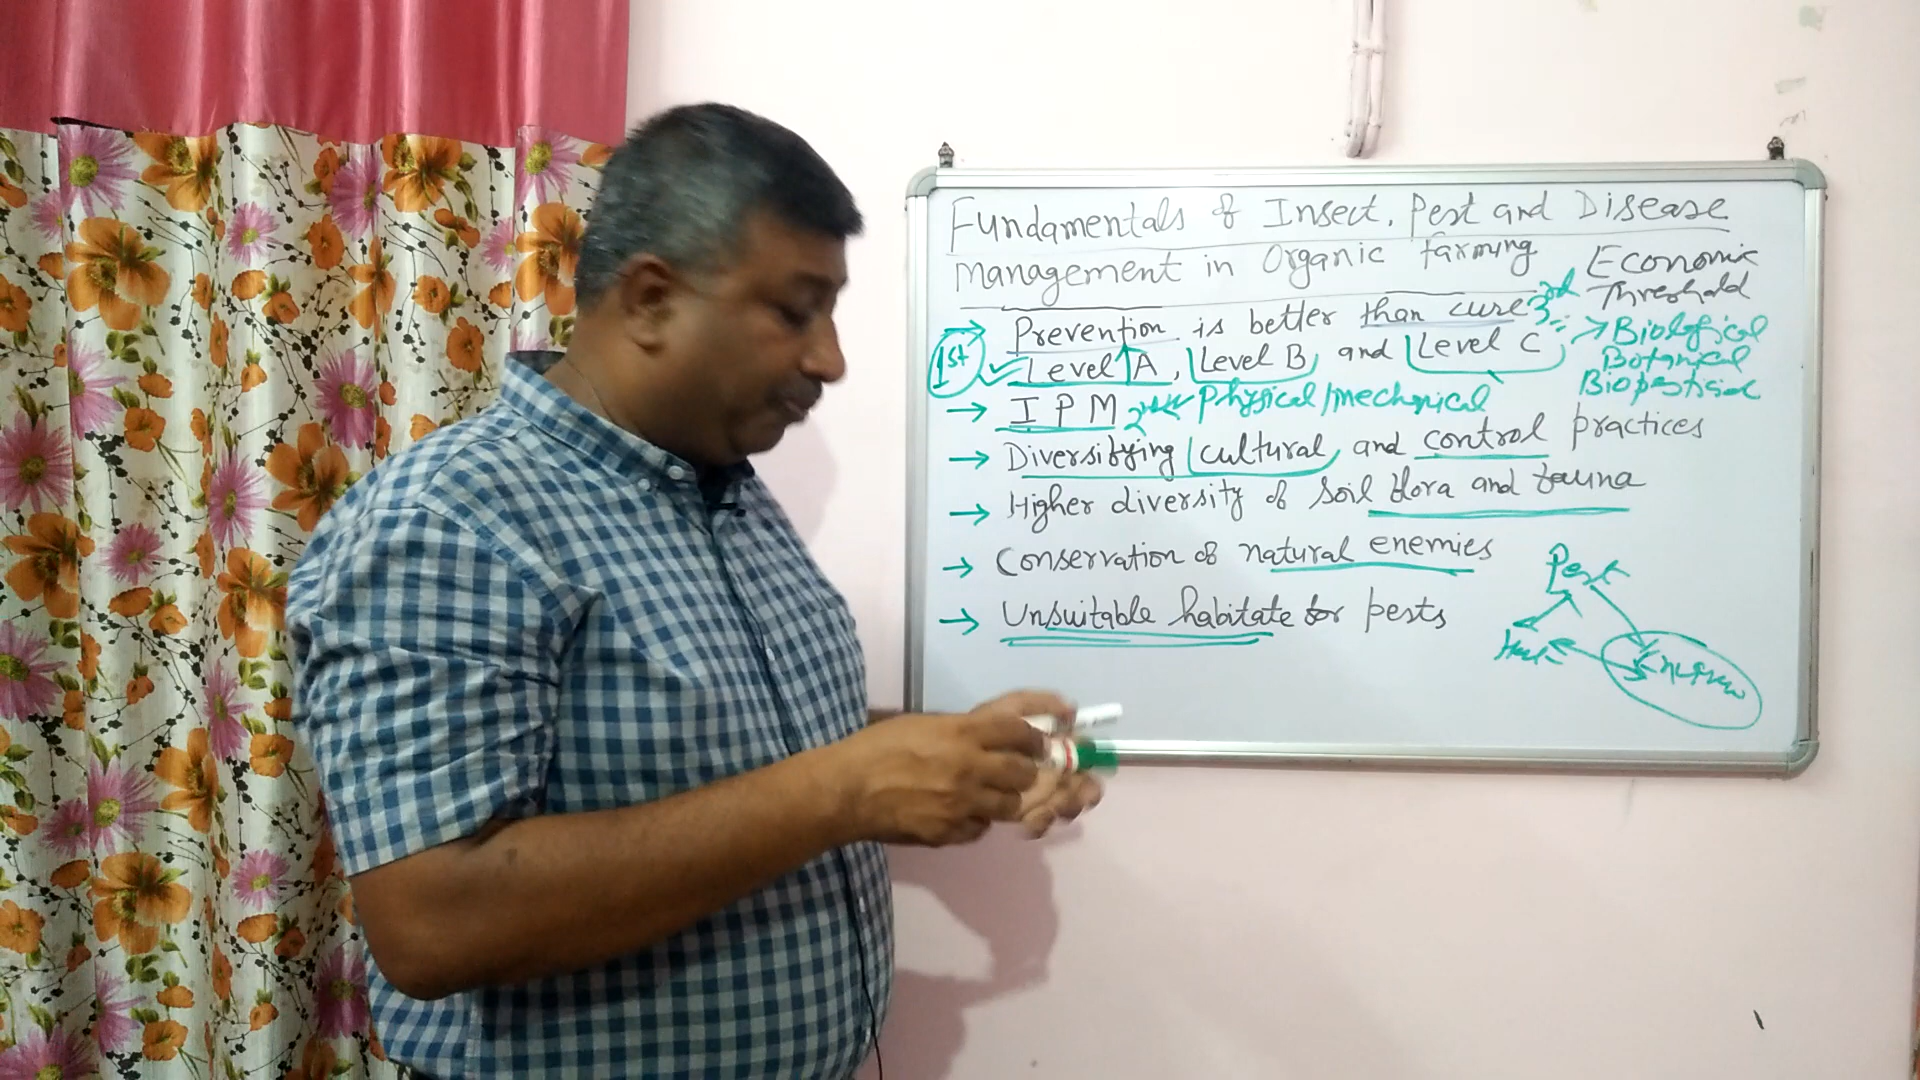 Fundamentals of Insect, Pest and Disease
management in Organic farming
Economic
Threshold
→ Prevention is better than cure 3rd
1st Level A, Level B and Level C
→ Biological
Botanical
→ IPM 2nd Physical/mechanical
→ Diversifying cultural and control practices
→ Higher diversity of soil flora and fauna
→ Conservation of natural enemies
→ Unsuitable habitate for pests
Pest